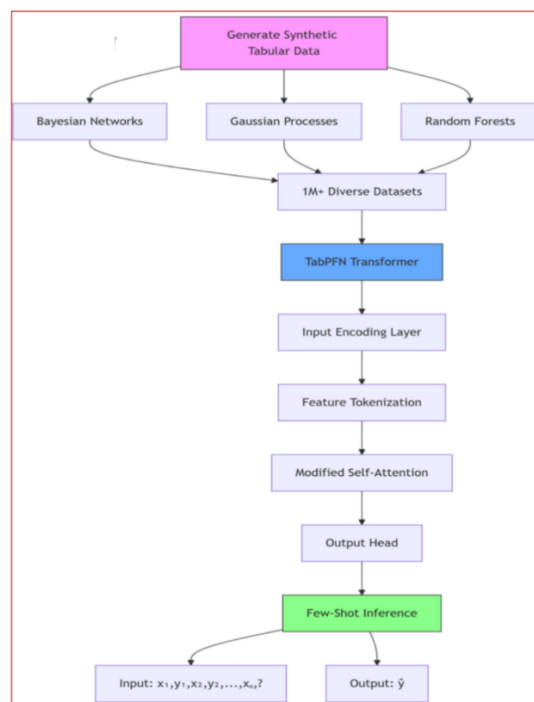 Generate Synthetic
Tabular Data
Bayesian Networks
Gaussian Processes
Random Forests
1M+ Diverse Datasets
TabPFN Transformer
Input Encoding Layer
Feature Tokenization
Modified Self-Attention
Output Head
Few-Shot Inference
Input: x₁,y₁,x₂,y₂,...,xₙ,?
Output: ŷ